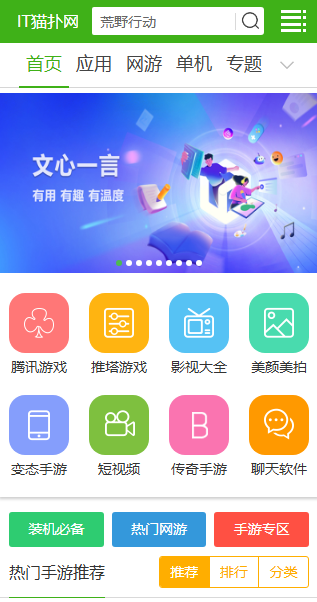 IT猫扑网 荒野行动
首页 应用 网游 单机 专题
文心一言
有用 有趣 有温度
腾讯游戏 推塔游戏 影视大全 美颜美拍
变态手游 短视频 传奇手游 聊天软件
装机必备 热门网游 手游专区
热门手游推荐 推荐 排行 分类